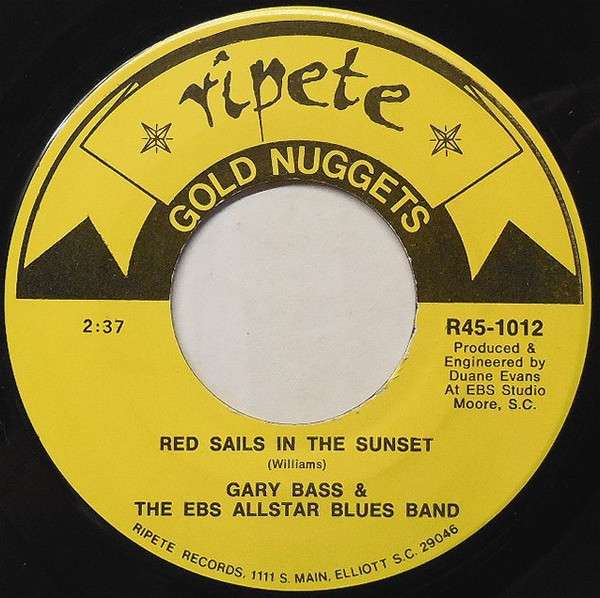 ripete
GOLD NUGGETS
2:37
R45-1012
Produced &
Engineered by
Duane Evans
At EBS Studio
Moore, S.C.
RED SAILS IN THE SUNSET
(Williams)
GARY BASS &
THE EBS ALLSTAR BLUES BAND
RIPETE RECORDS, 1111 S. MAIN, ELLIOTT S.C. 29046